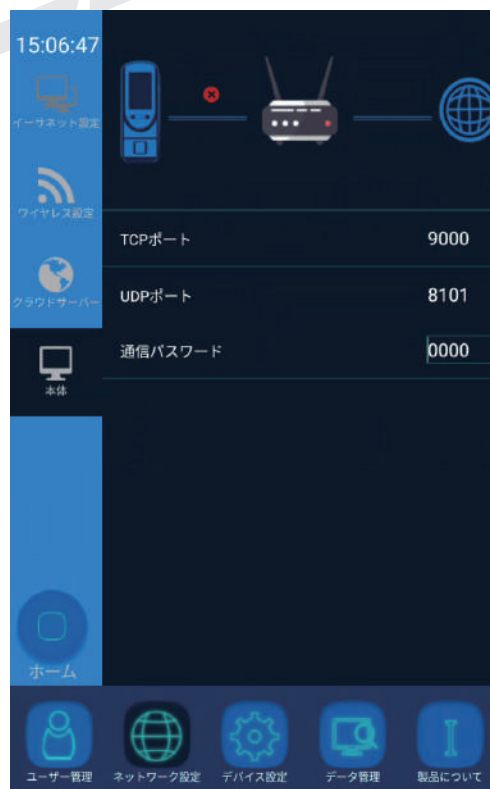 15:06:47
イーサネット設定
ワイヤレス設定
クラウドサーバー
本体
TCPポート 9000
UDPポート 8101
通信パスワード 0000
ホーム
ユーザー管理 ネットワーク設定 デバイス設定 データ管理 製品について